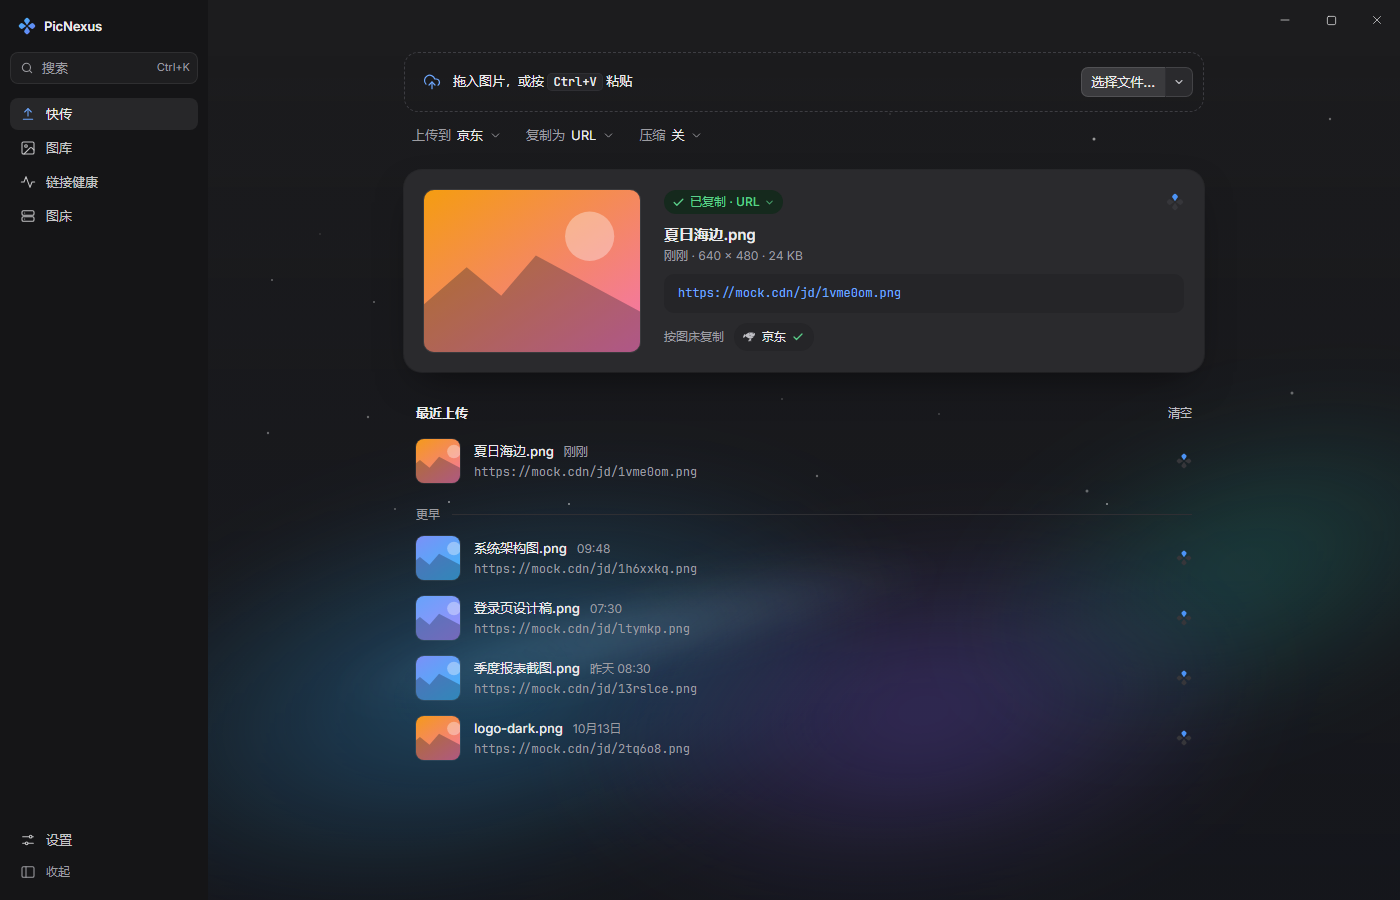 PicNexus
搜索 Ctrl+K
快传
图库
链接健康
图床
设置
收起
拖入图片，或按 Ctrl+V 粘贴
选择文件...
上传到 京东 复制为 URL 压缩 关
已复制 · URL
夏日海边.png
刚刚 · 640 × 480 · 24 KB
https://mock.cdn/jd/1vme0om.png
按图床复制 京东
最近上传 清空
夏日海边.png 刚刚
https://mock.cdn/jd/1vme0om.png
更早
系统架构图.png 09:48
https://mock.cdn/jd/1h6xxkq.png
登录页设计稿.png 07:30
https://mock.cdn/jd/ltymkp.png
季度报表截图.png 昨天 08:30
https://mock.cdn/jd/13rslce.png
logo-dark.png 10月13日
https://mock.cdn/jd/2tq6o8.png